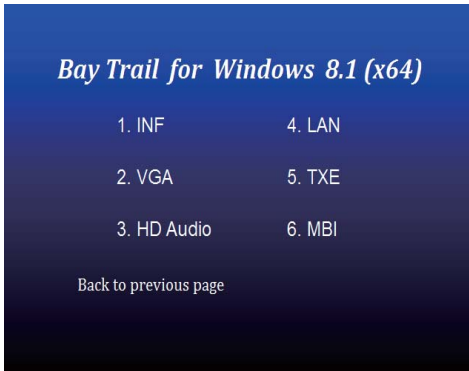 Bay Trail for Windows 8.1 (x64)
1. INF
4. LAN
2. VGA
5. TXE
3. HD Audio
6. MBI
Back to previous page